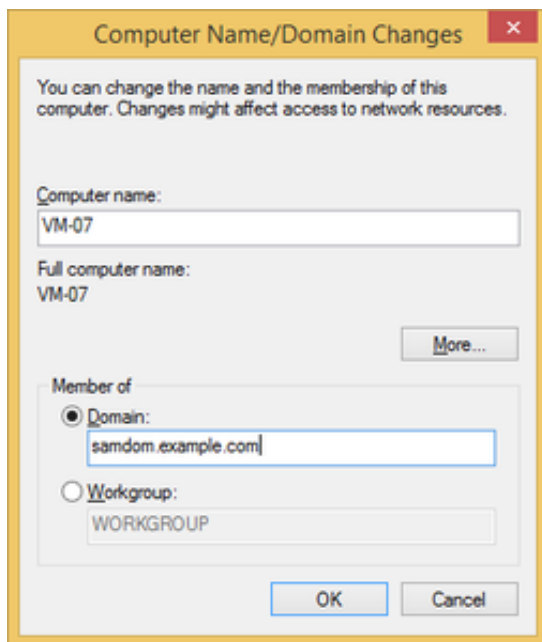 Computer Name/Domain Changes
You can change the name and the membership of this
computer. Changes might affect access to network resources.
Computer name:
VM-07
Full computer name:
VM-07
More...
Member of
Domain:
samdom.example.com
Workgroup:
WORKGROUP
OK Cancel